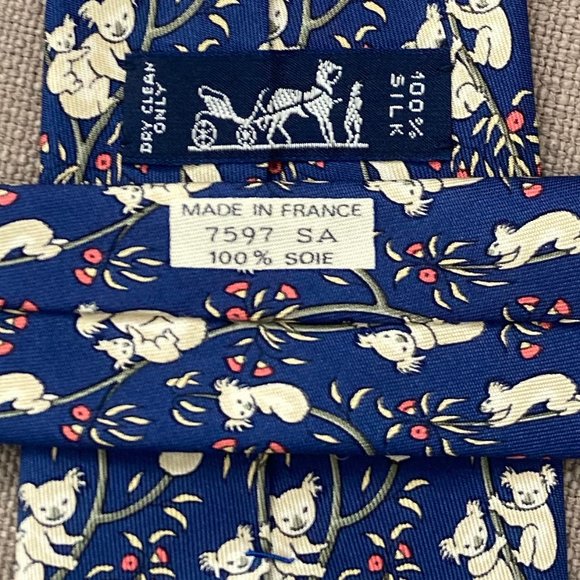 DRY CLEAN
ONLY
100%
SILK
MADE IN FRANCE
7597 SA
100% SOIE